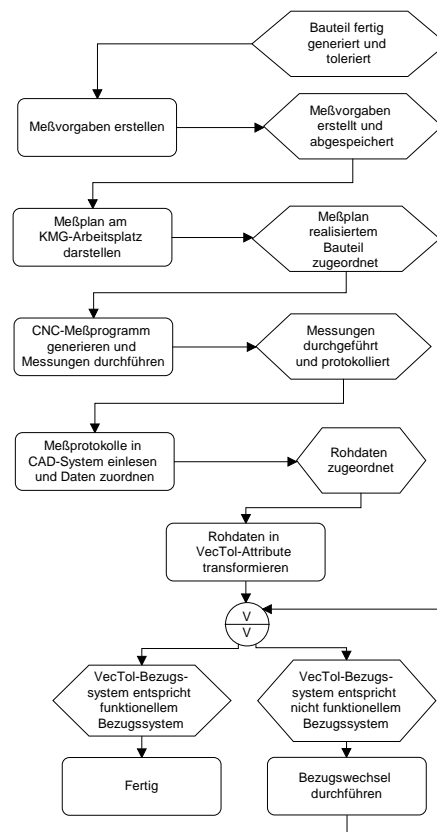 Bauteil fertig
generiert und
toleriert
Meßvorgaben erstellen
Meßvorgaben
erstellt und
abgespeichert
Meßplan am
KMG-Arbeitsplatz
darstellen
Meßplan
realisiertem
Bauteil
zugeordnet
CNC-Meßprogramm
generieren und
Messungen durchführen
Messungen
durchgeführt
und protokolliert
Meßprotokolle in
CAD-System einlesen
und Daten zuordnen
Rohdaten
zugeordnet
Rohdaten in
VecTol-Attribute
transformieren
V
V
VecTol-Bezugs-
system entspricht
funktionellem
Bezugssystem
VecTol-Bezugs-
system entspricht
nicht funktionellem
Bezugssystem
Fertig
Bezugswechsel
durchführen